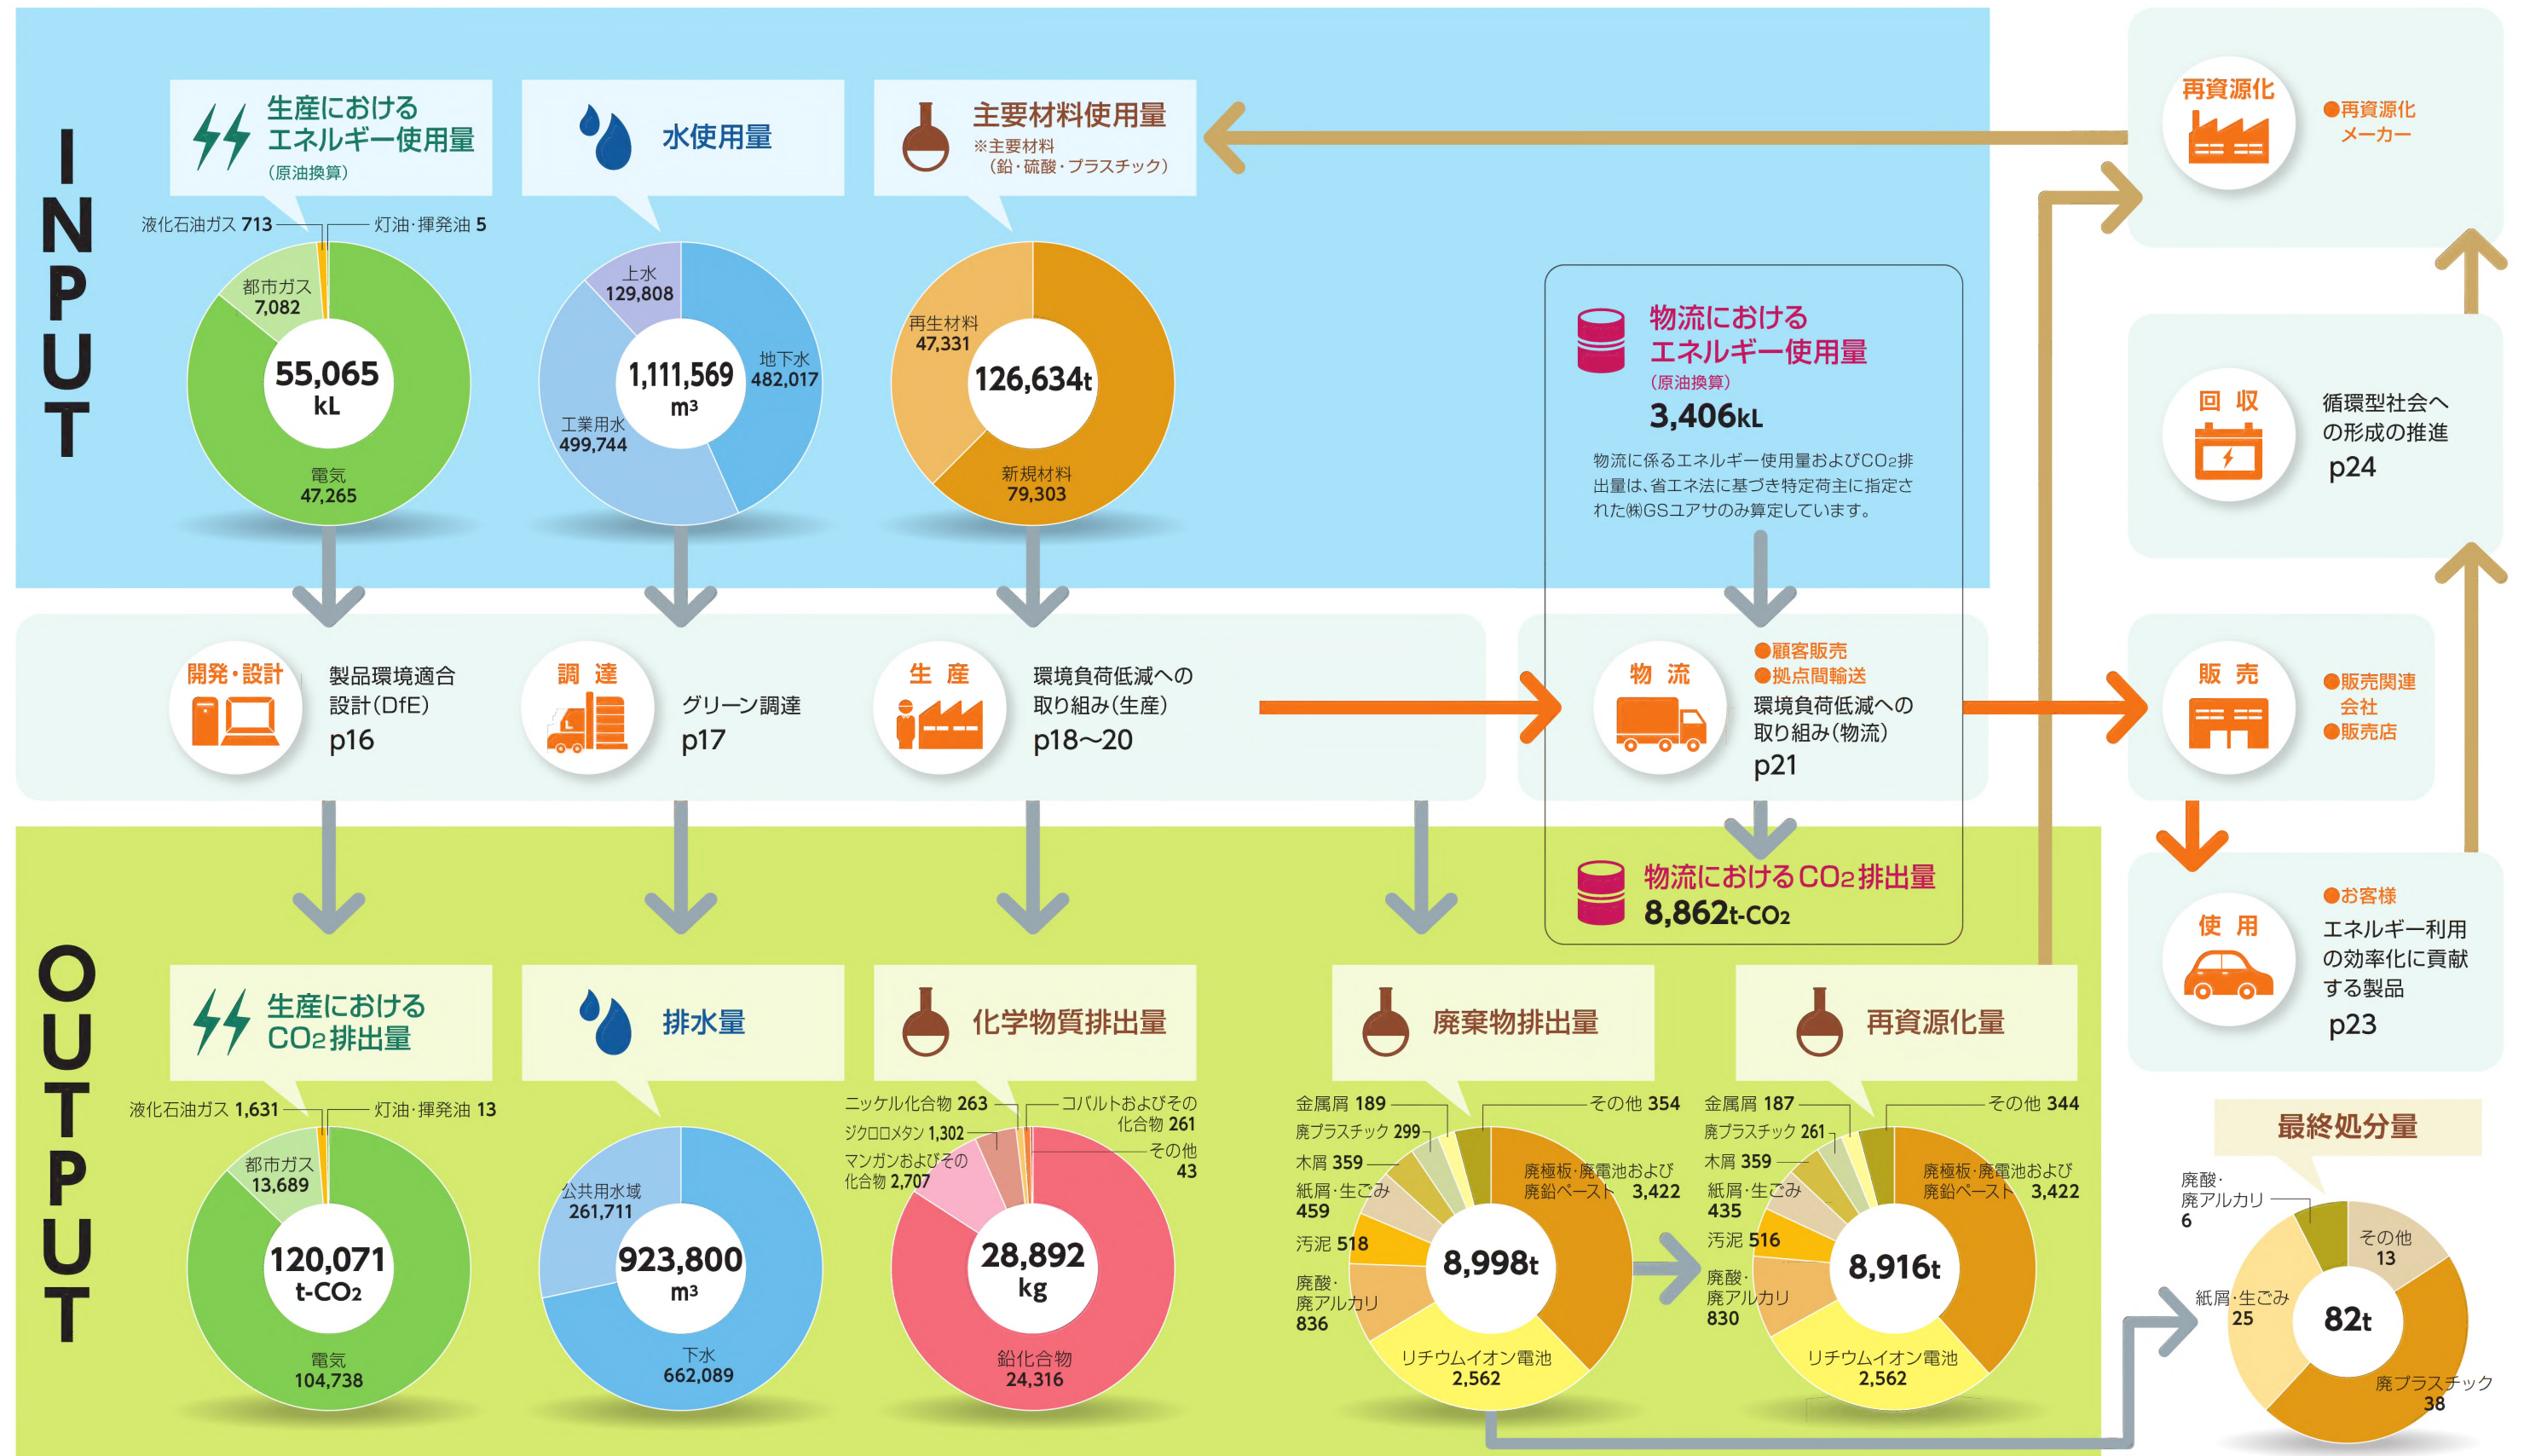 INPUT
生産における
エネルギー使用量
（原油換算）
液化石油ガス 713
灯油・揮発油 5
都市ガス
7,082
55,065
kL
電気
47,265
水使用量
上水
129,808
地下水
482,017
1,111,569
m³
工業用水
499,744
主要材料使用量
※主要材料
（鉛・硫酸・プラスチック）
再生材料
47,331
126,634t
新規材料
79,303
物流における
エネルギー使用量
（原油換算）
3,406kL
物流に係るエネルギー使用量およびCO₂排
出量は、省エネ法に基づき特定荷主に指定さ
れた㈱GSユアサのみ算定しています。
再資源化
●再資源化
メーカー
回収
循環型社会へ
の形成の推進
p24
開発・設計
製品環境適合
設計（DfE）
p16
調達
グリーン調達
p17
生産
環境負荷低減への
取り組み（生産）
p18〜20
物流
●顧客販売
●拠点間輸送
環境負荷低減への
取り組み（物流）
p21
販売
●販売関連
会社
●販売店
物流におけるCO₂排出量
8,862t-CO₂
使用
●お客様
エネルギー利用
の効率化に貢献
する製品
p23
OUTPUT
生産における
CO₂排出量
液化石油ガス 1,631
灯油・揮発油 13
都市ガス
13,689
120,071
t-CO₂
電気
104,738
排水量
公共用水域
261,711
923,800
m³
下水
662,089
化学物質排出量
ニッケル化合物 263
コバルトおよびその
化合物 261
ジクロロメタン 1,302
その他
43
マンガンおよびその
化合物 2,707
28,892
kg
鉛化合物
24,316
廃棄物排出量
金属屑 189
その他 354
廃プラスチック 299
木屑 359
廃極板・廃電池および
廃鉛ペースト 3,422
紙屑・生ごみ
459
汚泥 518
8,998t
廃酸・
廃アルカリ
836
リチウムイオン電池
2,562
再資源化量
金属屑 187
その他 344
廃プラスチック 261
木屑 359
廃極板・廃電池および
廃鉛ペースト 3,422
紙屑・生ごみ
435
汚泥 516
8,916t
廃酸・
廃アルカリ
830
リチウムイオン電池
2,562
最終処分量
廃酸・
廃アルカリ
6
その他
13
紙屑・生ごみ
25
82t
廃プラスチック
38